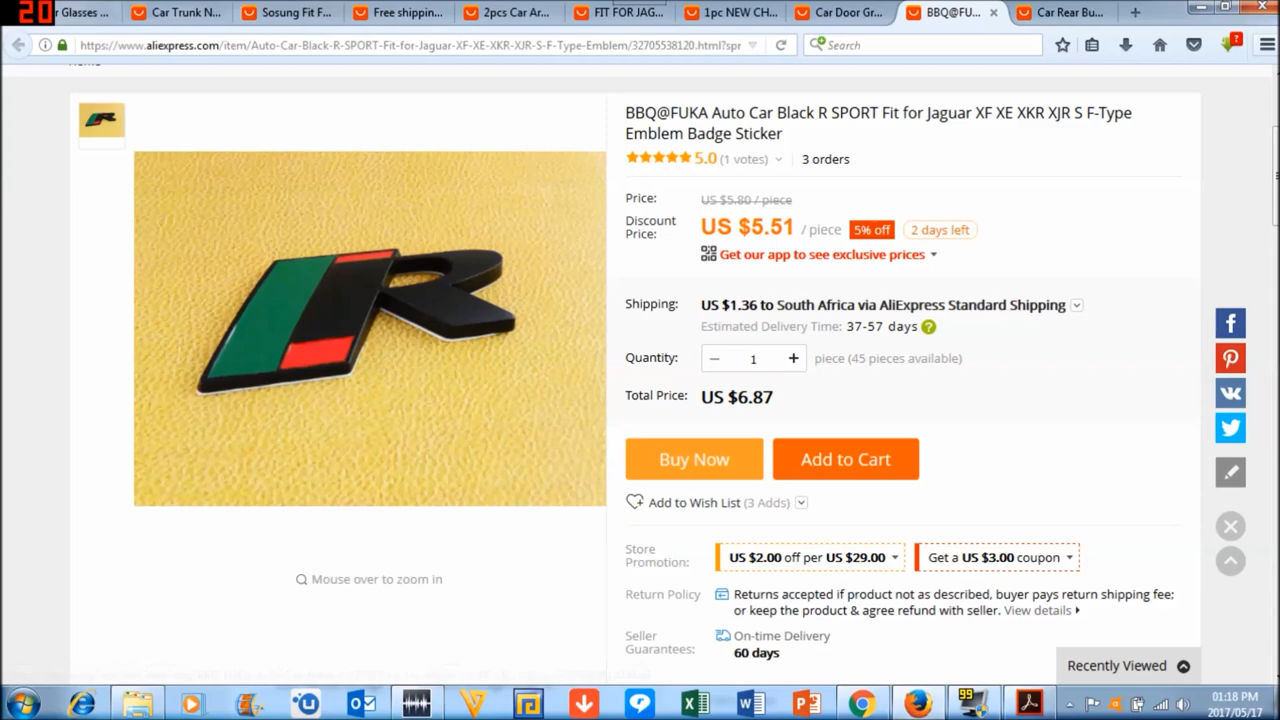 20
r Glasses ...
Car Trunk N...
Sosung Fit F...
Free shippin...
2pcs Car Ar...
FIT FOR JAG...
1pc NEW CH...
Car Door Gr...
BBQ@FU...
Car Rear Bu...
https://www.aliexpress.com/item/Auto-Car-Black-R-SPORT-Fit-for-Jaguar-XF-XE-XKR-XJR-S-F-Type-Emblem/32705538120.html?spr
Search
?
BBQ@FUKA Auto Car Black R SPORT Fit for Jaguar XF XE XKR XJR S F-Type
Emblem Badge Sticker
5.0 (1 votes)
3 orders
Price: US $5.80 / piece
Discount
Price:
US $5.51 / piece 5% off 2 days left
Get our app to see exclusive prices
Shipping: US $1.36 to South Africa via AliExpress Standard Shipping
Estimated Delivery Time: 37-57 days ?
Quantity: − 1 + piece (45 pieces available)
Total Price: US $6.87
Buy Now
Add to Cart
Add to Wish List (3 Adds)
Store
Promotion:
US $2.00 off per US $29.00
Get a US $3.00 coupon
Mouse over to zoom in
Return Policy Returns accepted if product not as described, buyer pays return shipping fee;
or keep the product & agree refund with seller. View details
Seller
Guarantees:
On-time Delivery
60 days
Recently Viewed
R
99
01:18 PM
2017/05/17